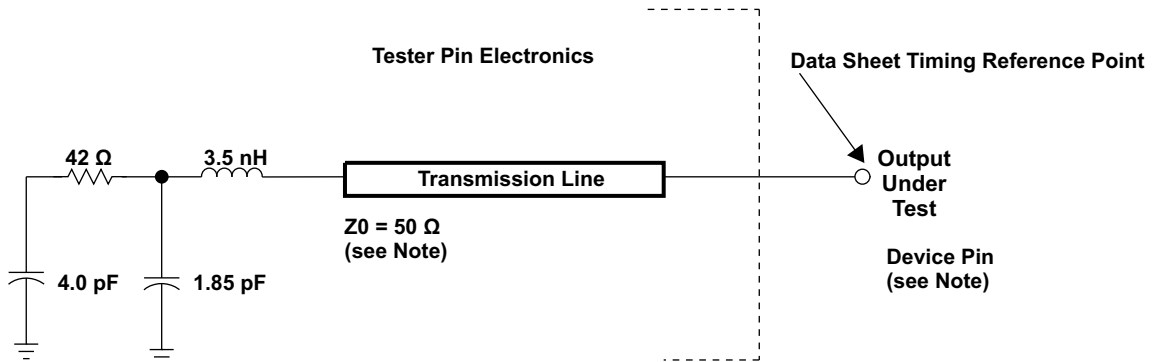 Tester Pin Electronics
Data Sheet Timing Reference Point
42 Ω
3.5 nH
Transmission Line
Output
Under
Test
Z0 = 50 Ω
(see Note)
Device Pin
(see Note)
4.0 pF
1.85 pF